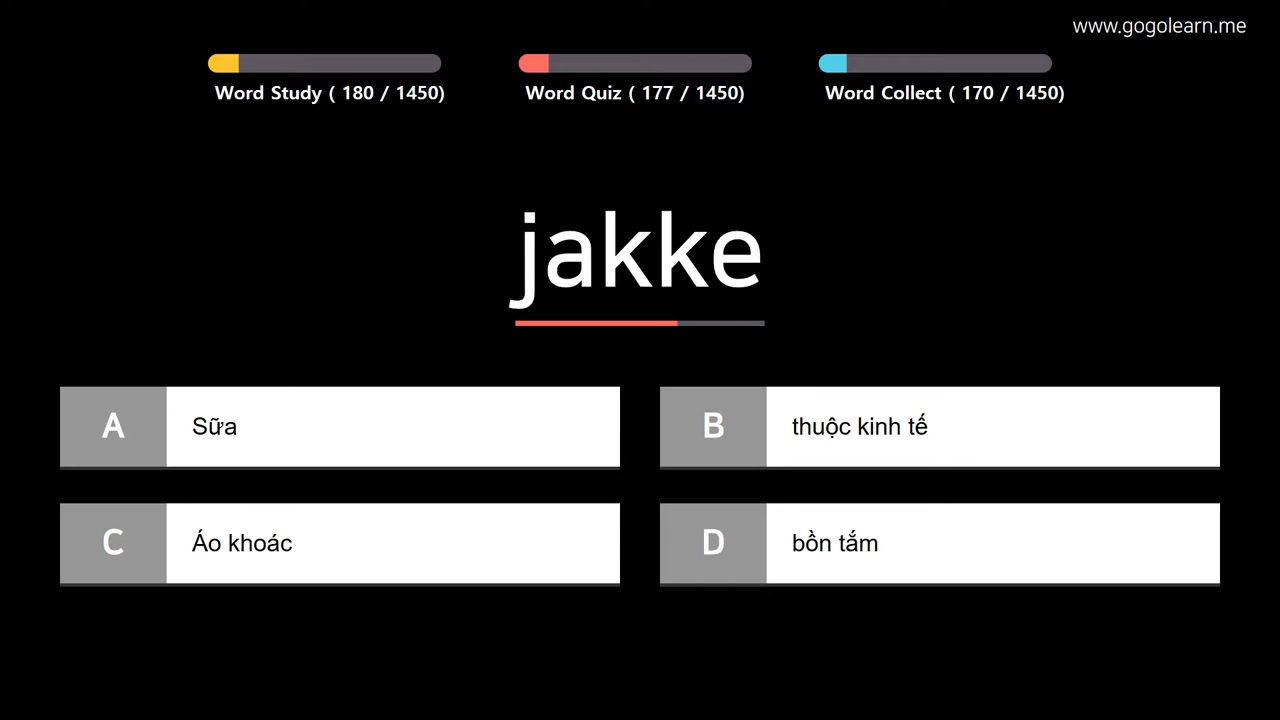 www.gogolearn.me
Word Study ( 180 / 1450)
Word Quiz ( 177 / 1450)
Word Collect ( 170 / 1450)
jakke
A Sữa
B thuộc kinh tế
C Áo khoác
D bồn tắm